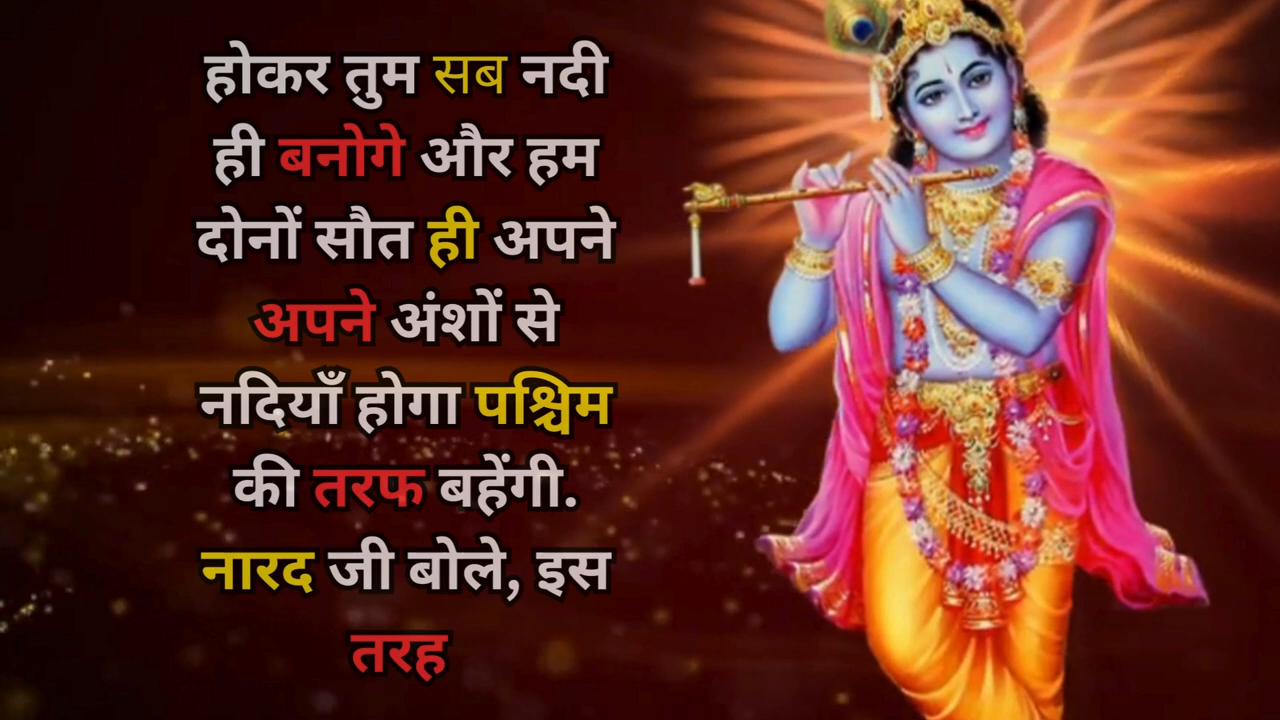 होकर तुम सब नदी
ही बनोगे और हम
दोनों सौत ही अपने
अपने अंशों से
नदियाँ होगा पश्चिम
की तरफ बहेंगी.
नारद जी बोले, इस
तरह